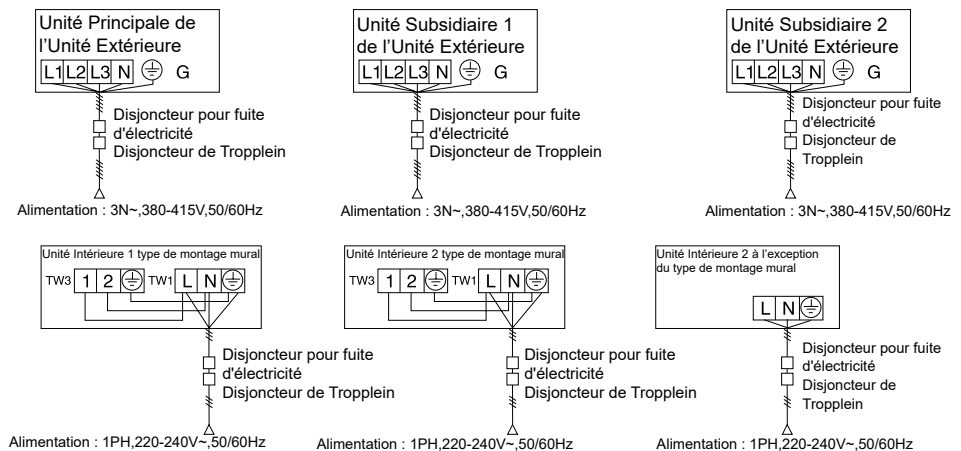 Unité Principale de
l'Unité Extérieure
L1 L2 L3 N G
Disjoncteur pour fuite
d'électricité
Disjoncteur de Tropplein
Alimentation : 3N~,380-415V,50/60Hz
Unité Subsidiaire 1
de l'Unité Extérieure
L1 L2 L3 N G
Disjoncteur pour fuite
d'électricité
Disjoncteur de Tropplein
Alimentation : 3N~,380-415V,50/60Hz
Unité Subsidiaire 2
de l'Unité Extérieure
L1 L2 L3 N G
Disjoncteur pour fuite
d'électricité
Disjoncteur de
Tropplein
Alimentation : 3N~,380-415V,50/60Hz
Unité Intérieure 1 type de montage mural
TW3 1 2 TW1 L N
Disjoncteur pour fuite
d'électricité
Disjoncteur de Tropplein
Alimentation : 1PH,220-240V~,50/60Hz
Unité Intérieure 2 type de montage mural
TW3 1 2 TW1 L N
Disjoncteur pour fuite
d'électricité
Disjoncteur de Tropplein
Alimentation : 1PH,220-240V~,50/60Hz
Unité Intérieure 2 à l'exception
du type de montage mural
L N
Disjoncteur pour fuite
d'électricité
Disjoncteur de
Tropplein
Alimentation : 1PH,220-240V~,50/60Hz